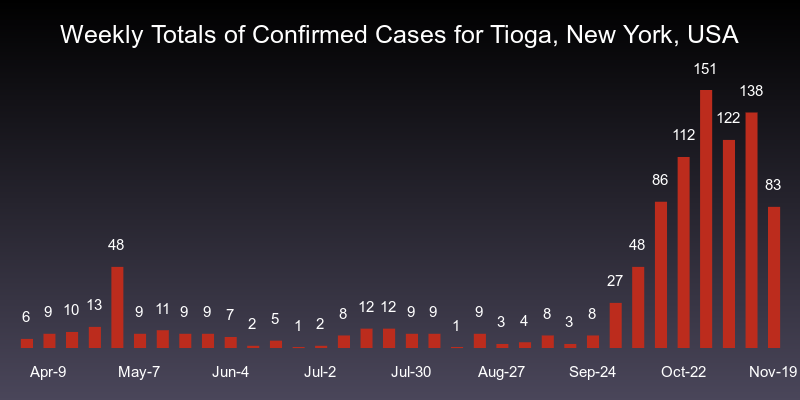 Weekly Totals of Confirmed Cases for Tioga, New York, USA
6 9 10 13 48 9 11 9 9 7 2 5 1 2 8 12 12 9 9 1 9 3 4 8 3 8 27 48 86 112 151 122 138 83
Apr-9 May-7 Jun-4 Jul-2 Jul-30 Aug-27 Sep-24 Oct-22 Nov-19